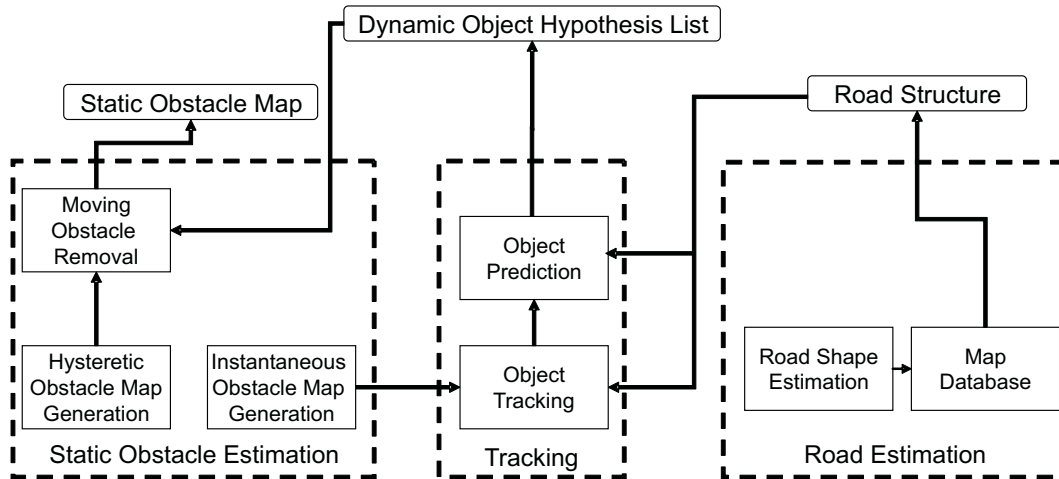 Dynamic Object Hypothesis List
Static Obstacle Map
Road Structure
Moving
Obstacle
Removal
Object
Prediction
Hysteretic
Obstacle Map
Generation
Instantaneous
Obstacle Map
Generation
Object
Tracking
Road Shape
Estimation
Map
Database
Static Obstacle Estimation
Tracking
Road Estimation